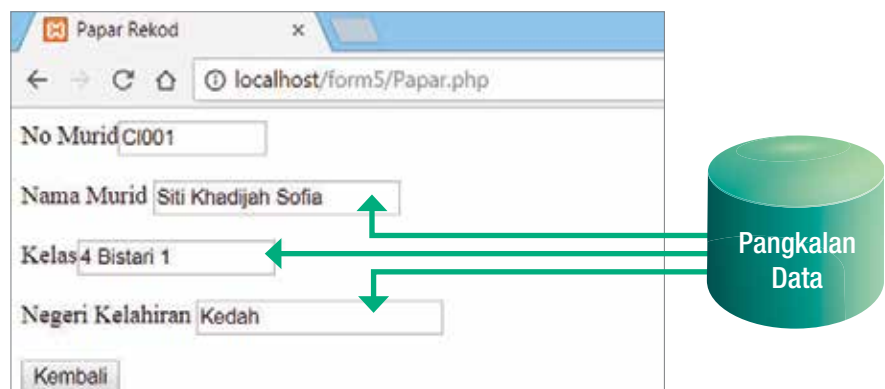 Papar Rekod
localhost/form5/Papar.php
No Murid CI001
Nama Murid Siti Khadijah Sofia
Kelas 4 Bistari 1
Negeri Kelahiran Kedah
Kembali
Pangkalan
Data